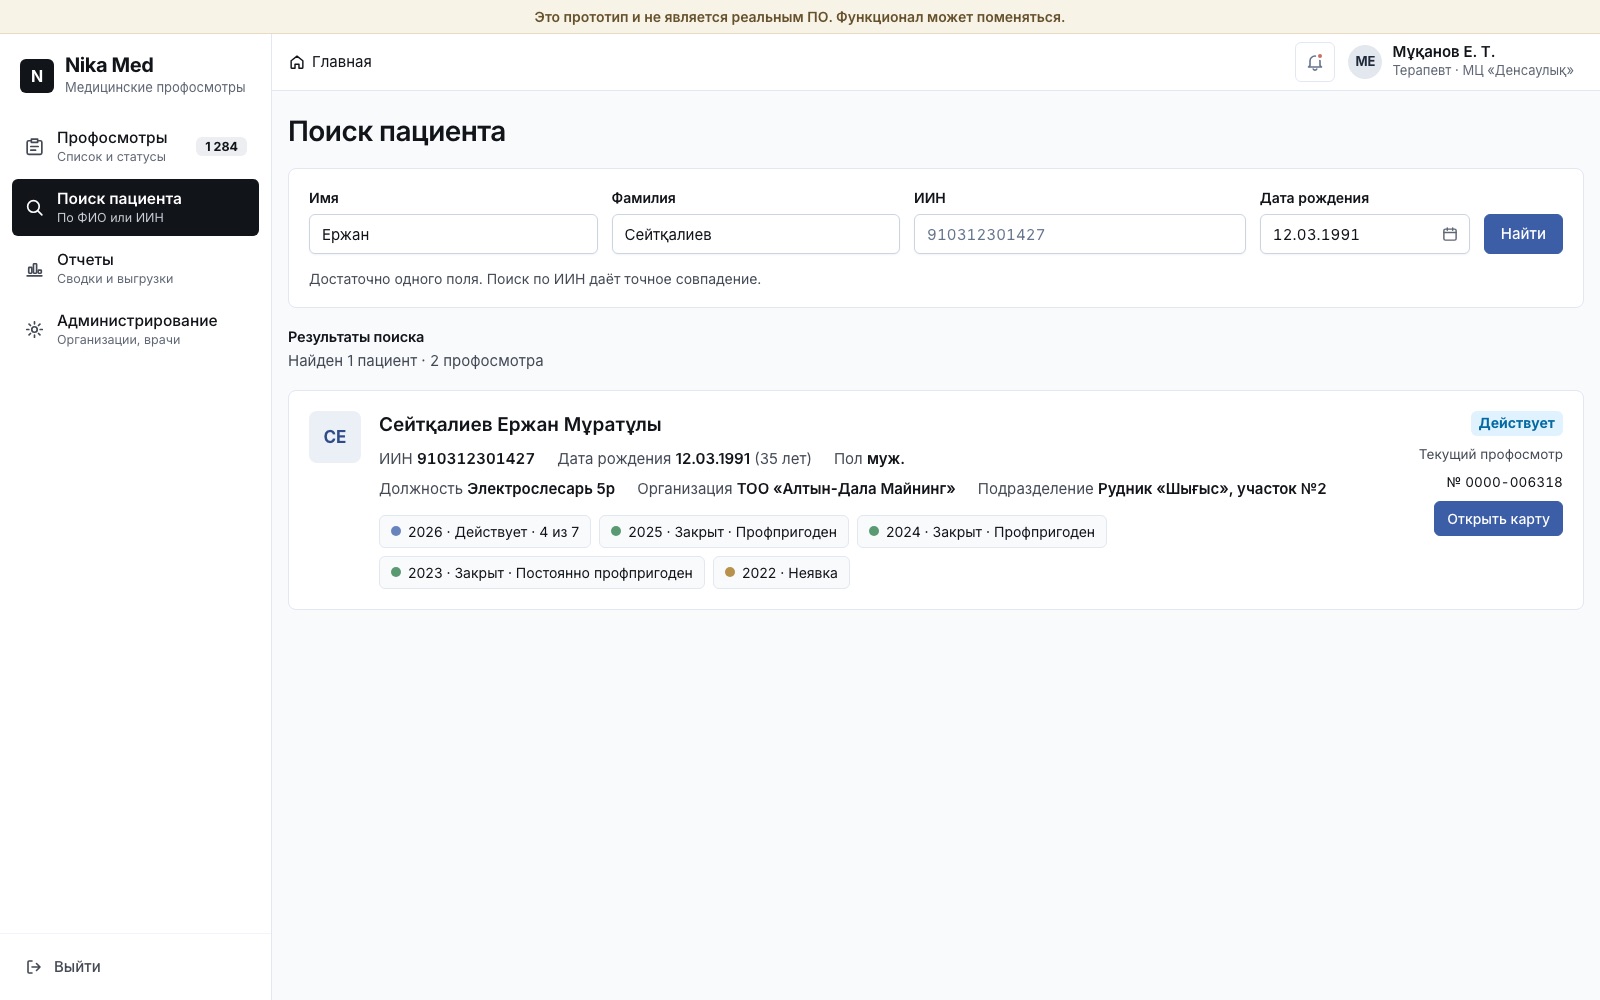 Это прототип и не является реальным ПО. Функционал может поменяться.
N
Nika Med
Медицинские профосмотры
Главная
МЕ
Мұқанов Е. Т.
Терапевт · МЦ «Денсаулық»
Профосмотры
Список и статусы
1 284
Поиск пациента
По ФИО или ИИН
Отчеты
Сводки и выгрузки
Администрирование
Организации, врачи
Выйти
Поиск пациента
Имя
Фамилия
ИИН
Дата рождения
Ержан
Сейтқалиев
910312301427
12.03.1991
Найти
Достаточно одного поля. Поиск по ИИН даёт точное совпадение.
Результаты поиска
Найден 1 пациент · 2 профосмотра
СЕ
Сейтқалиев Ержан Мұратұлы
ИИН 910312301427 Дата рождения 12.03.1991 (35 лет) Пол муж.
Должность Электрослесарь 5р Организация ТОО «Алтын-Дала Майнинг» Подразделение Рудник «Шығыс», участок №2
2026 · Действует · 4 из 7
2025 · Закрыт · Профпригоден
2024 · Закрыт · Профпригоден
2023 · Закрыт · Постоянно профпригоден
2022 · Неявка
Действует
Текущий профосмотр
№ 0000-006318
Открыть карту